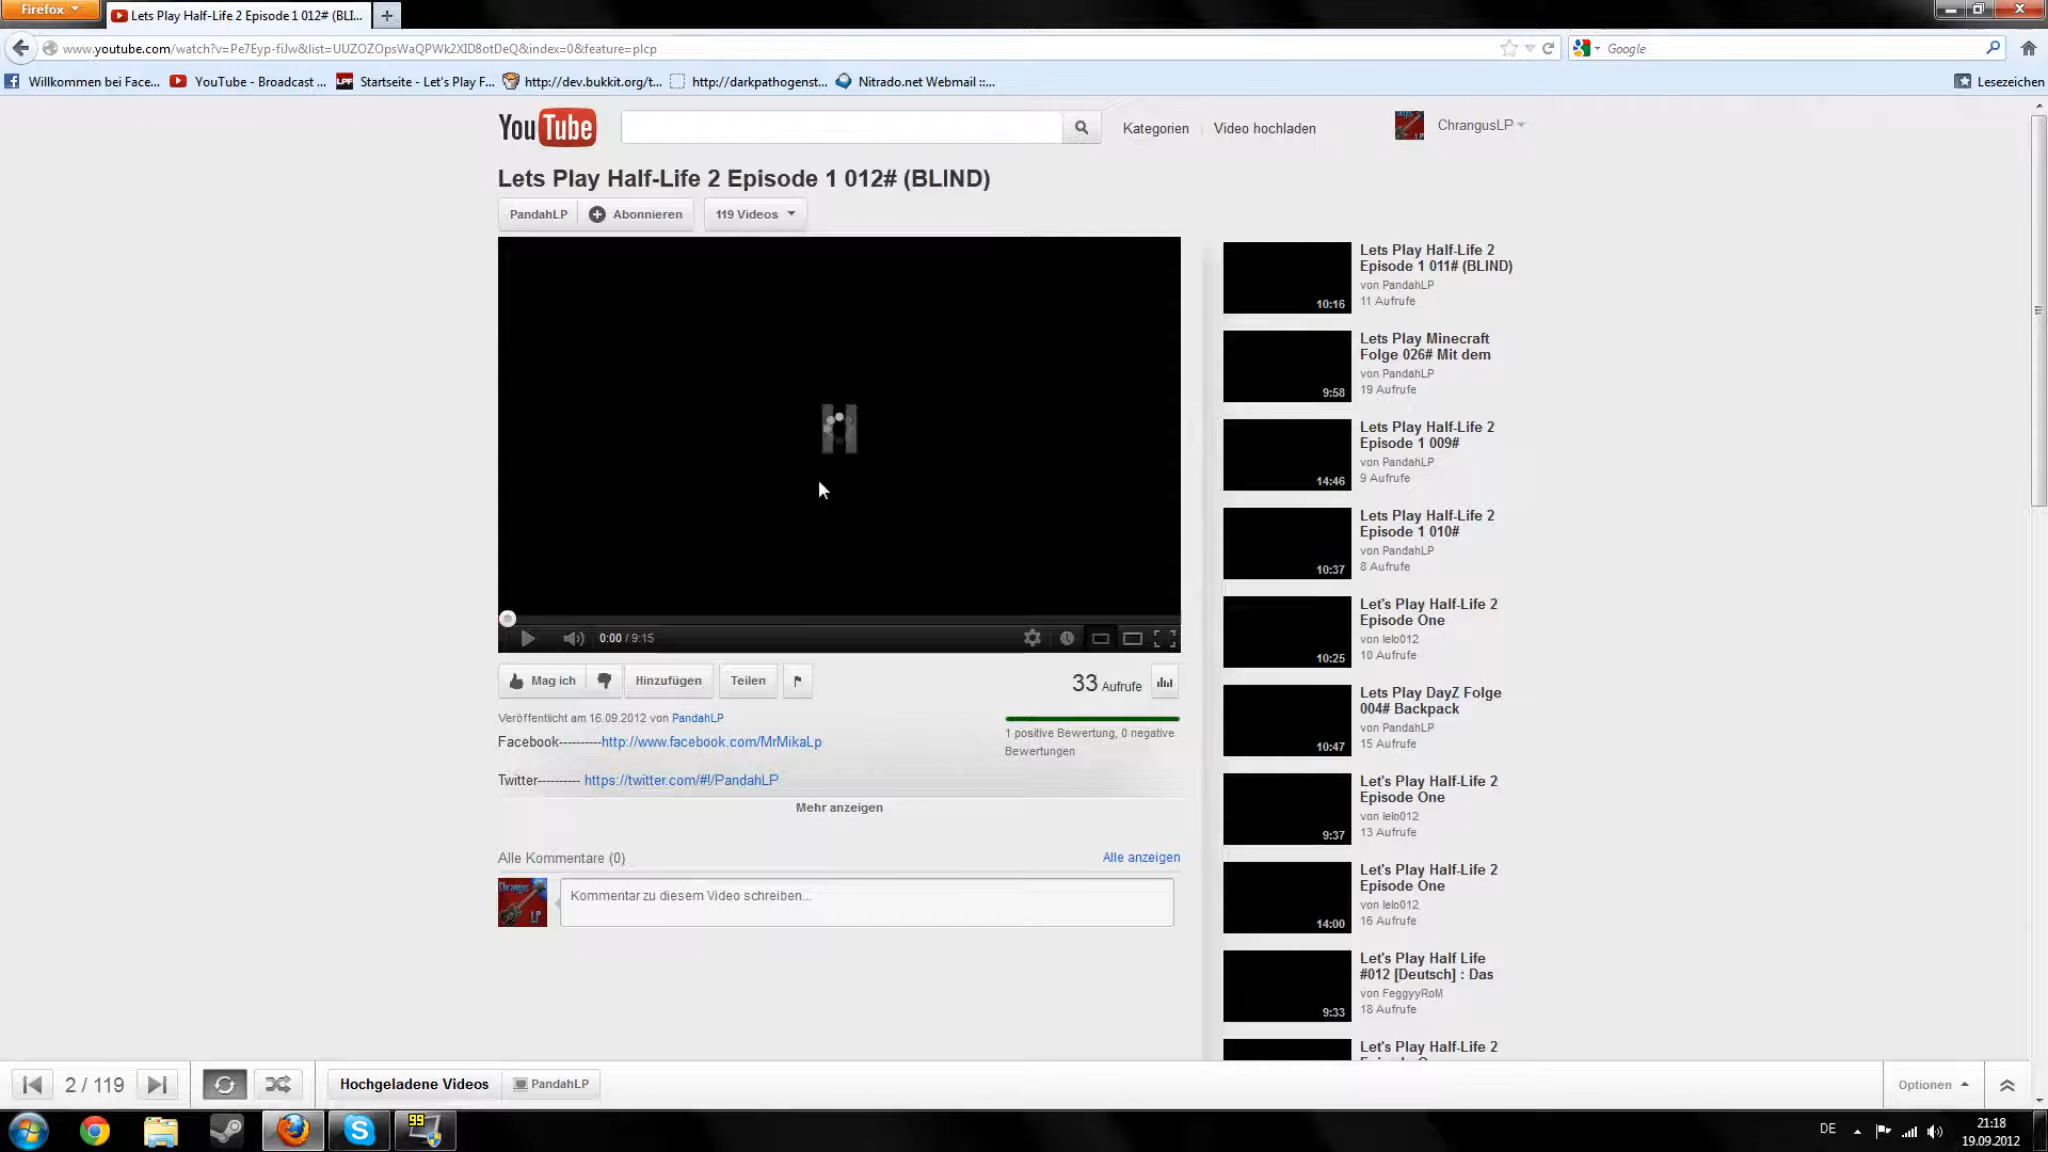 Firefox
Lets Play Half-Life 2 Episode 1 012# (BLI...
www.youtube.com/watch?v=Pe7Eyp-fiJw&list=UUZOZOpsWaQPWk2XID8otDeQ&index=0&feature=plcp
Google
Willkommen bei Face...
YouTube - Broadcast ...
Startseite - Let's Play F...
http://dev.bukkit.org/t...
http://darkpathogenst...
Nitrado.net Webmail ::...
Lesezeichen
YouTube
Kategorien
Video hochladen
ChrangusLP
Lets Play Half-Life 2 Episode 1 012# (BLIND)
PandahLP
Abonnieren
119 Videos
0:00 / 9:15
Mag ich
Hinzufügen
Teilen
33 Aufrufe
Veröffentlicht am 16.09.2012 von PandahLP
1 positive Bewertung, 0 negative
Bewertungen
Facebook----------http://www.facebook.com/MrMikaLp
Twitter---------- https://twitter.com/#!/PandahLP
Mehr anzeigen
Alle Kommentare (0)
Alle anzeigen
Kommentar zu diesem Video schreiben...
10:16
Lets Play Half-Life 2
Episode 1 011# (BLIND)
von PandahLP
11 Aufrufe
9:58
Lets Play Minecraft
Folge 026# Mit dem
von PandahLP
19 Aufrufe
14:46
Lets Play Half-Life 2
Episode 1 009#
von PandahLP
9 Aufrufe
10:37
Lets Play Half-Life 2
Episode 1 010#
von PandahLP
8 Aufrufe
10:25
Let's Play Half-Life 2
Episode One
von lelo012
10 Aufrufe
10:47
Lets Play DayZ Folge
004# Backpack
von PandahLP
15 Aufrufe
9:37
Let's Play Half-Life 2
Episode One
von lelo012
13 Aufrufe
14:00
Let's Play Half-Life 2
Episode One
von lelo012
16 Aufrufe
9:33
Let's Play Half Life
#012 [Deutsch] : Das
von FeggyyRoM
18 Aufrufe
Let's Play Half-Life 2
2 / 119
Hochgeladene Videos
PandahLP
Optionen
99
DE
21:18
19.09.2012